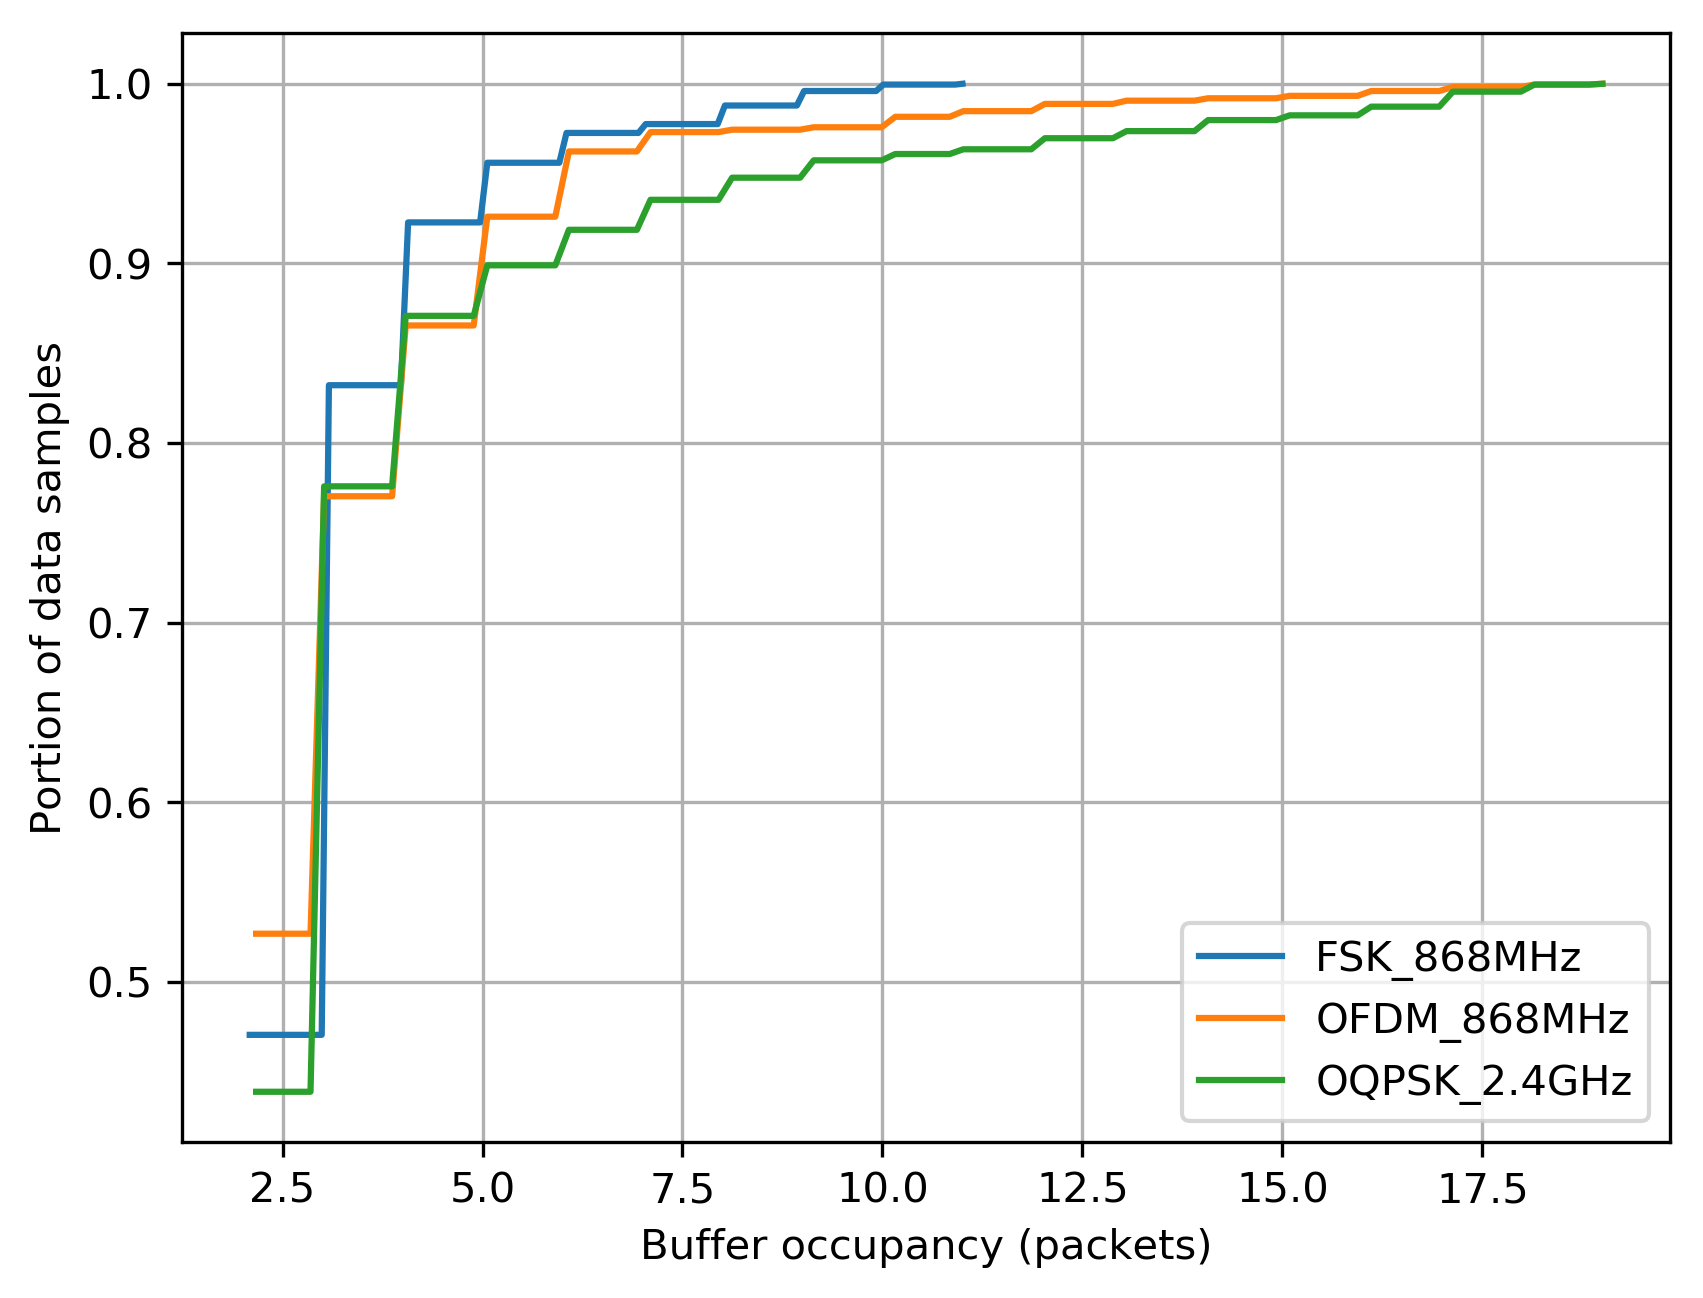 1.0
0.9
0.8
0.7
0.6
0.5
Portion of data samples
2.5 5.0 7.5 10.0 12.5 15.0 17.5
Buffer occupancy (packets)
FSK_868MHz
OFDM_868MHz
OQPSK_2.4GHz